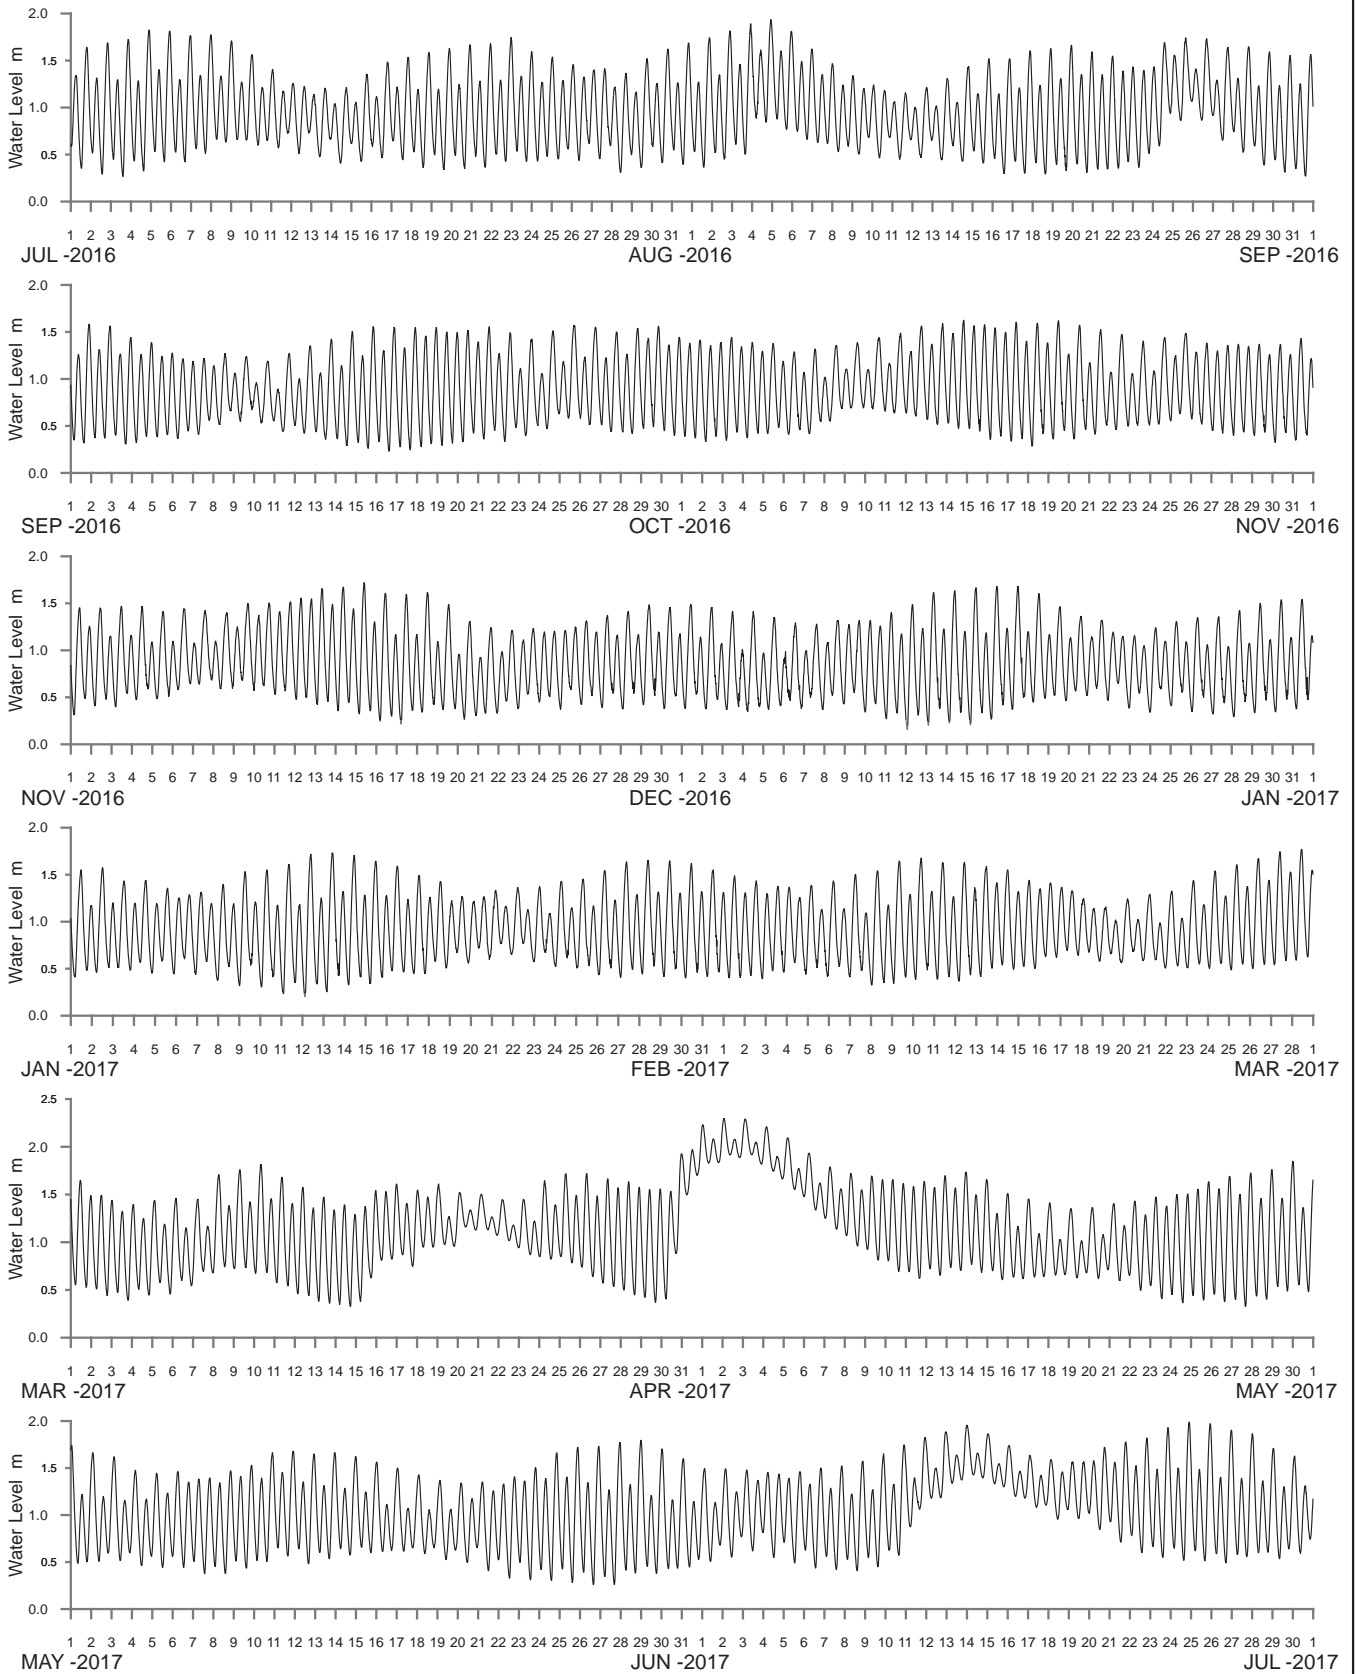 2.0
1.5
1.0
0.5
0.0
Water Level m
1 2 3 4 5 6 7 8 9 10 11 12 13 14 15 16 17 18 19 20 21 22 23 24 25 26 27 28 29 30 31 1 2 3 4 5 6 7 8 9 10 11 12 13 14 15 16 17 18 19 20 21 22 23 24 25 26 27 28 29 30 31 1
JUL -2016 AUG -2016 SEP -2016
2.0
1.5
1.0
0.5
0.0
Water Level m
1 2 3 4 5 6 7 8 9 10 11 12 13 14 15 16 17 18 19 20 21 22 23 24 25 26 27 28 29 30 1 2 3 4 5 6 7 8 9 10 11 12 13 14 15 16 17 18 19 20 21 22 23 24 25 26 27 28 29 30 31 1
SEP -2016 OCT -2016 NOV -2016
2.0
1.5
1.0
0.5
0.0
Water Level m
1 2 3 4 5 6 7 8 9 10 11 12 13 14 15 16 17 18 19 20 21 22 23 24 25 26 27 28 29 30 1 2 3 4 5 6 7 8 9 10 11 12 13 14 15 16 17 18 19 20 21 22 23 24 25 26 27 28 29 30 31 1
NOV -2016 DEC -2016 JAN -2017
2.0
1.5
1.0
0.5
0.0
Water Level m
1 2 3 4 5 6 7 8 9 10 11 12 13 14 15 16 17 18 19 20 21 22 23 24 25 26 27 28 29 30 31 1 2 3 4 5 6 7 8 9 10 11 12 13 14 15 16 17 18 19 20 21 22 23 24 25 26 27 28 1
JAN -2017 FEB -2017 MAR -2017
2.5
2.0
1.5
1.0
0.5
0.0
Water Level m
1 2 3 4 5 6 7 8 9 10 11 12 13 14 15 16 17 18 19 20 21 22 23 24 25 26 27 28 29 30 31 1 2 3 4 5 6 7 8 9 10 11 12 13 14 15 16 17 18 19 20 21 22 23 24 25 26 27 28 29 30 1
MAR -2017 APR -2017 MAY -2017
2.0
1.5
1.0
0.5
0.0
Water Level m
1 2 3 4 5 6 7 8 9 10 11 12 13 14 15 16 17 18 19 20 21 22 23 24 25 26 27 28 29 30 31 1 2 3 4 5 6 7 8 9 10 11 12 13 14 15 16 17 18 19 20 21 22 23 24 25 26 27 28 29 30 1
MAY -2017 JUN -2017 JUL -2017